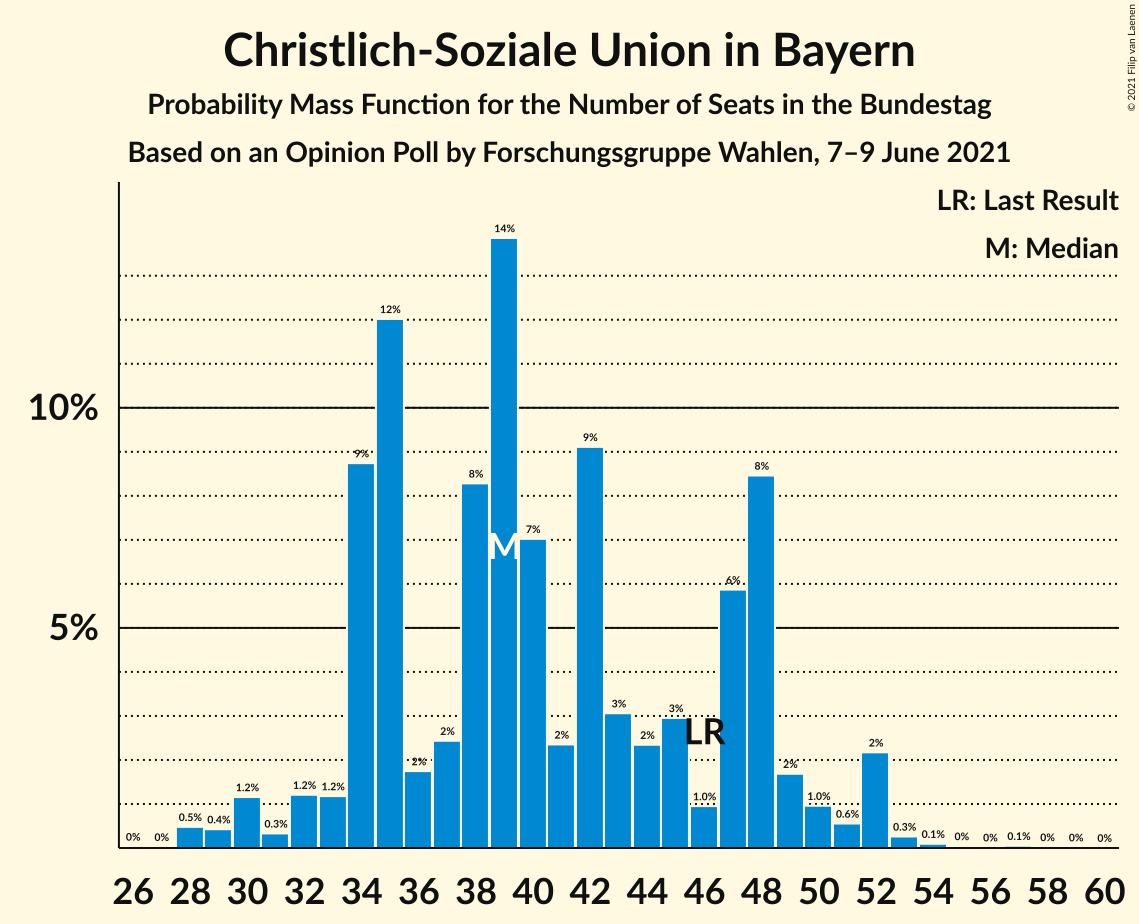 Christlich-Soziale Union in Bayern
Probability Mass Function for the Number of Seats in the Bundestag
Based on an Opinion Poll by Forschungsgruppe Wahlen, 7–9 June 2021
© 2021 Filip van Laenen
LR: Last Result
M: Median
10%
5%
0% 0% 0.5% 0.4% 1.2% 0.3% 1.2% 1.2% 9% 12% 2% 2% 8% 14% 7% 2% 9% 3% 2% 3% 1.0% 6% 8% 2% 1.0% 0.6% 2% 0.3% 0.1% 0% 0% 0.1% 0% 0% 0%
M
LR
26 28 30 32 34 36 38 40 42 44 46 48 50 52 54 56 58 60